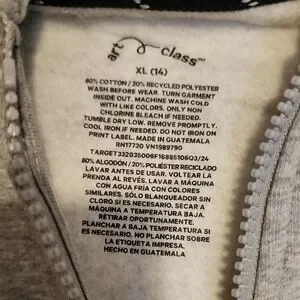 art class™
XL (14)
80% COTTON / 20% RECYCLED POLYESTER
WASH BEFORE WEAR. TURN GARMENT
INSIDE OUT. MACHINE WASH COLD
WITH LIKE COLORS. ONLY NON
CHLORINE BLEACH IF NEEDED.
TUMBLE DRY LOW. REMOVE PROMPTLY.
COOL IRON IF NEEDED. DO NOT IRON ON
PRINT LABEL. MADE IN GUATEMALA
RN17730 VN1989790
80% ALGODÓN / 20% POLIÉSTER RECICLADO
LAVAR ANTES DE USAR. VOLTEAR LA
PRENDA AL REVÉS. LAVAR A MÁQUINA
CON AGUA FRÍA CON COLORES
SIMILARES. SÓLO BLANQUEADOR SIN
CLORO SI ES NECESARIO. SECAR A
MÁQUINA A TEMPERATURA BAJA.
RETIRAR OPORTUNAMENTE.
PLANCHAR A BAJA TEMPERATURA SI
ES NECESARIO. NO PLANCHAR SOBRE
LA ETIQUETA IMPRESA.
HECHO EN GUATEMALA